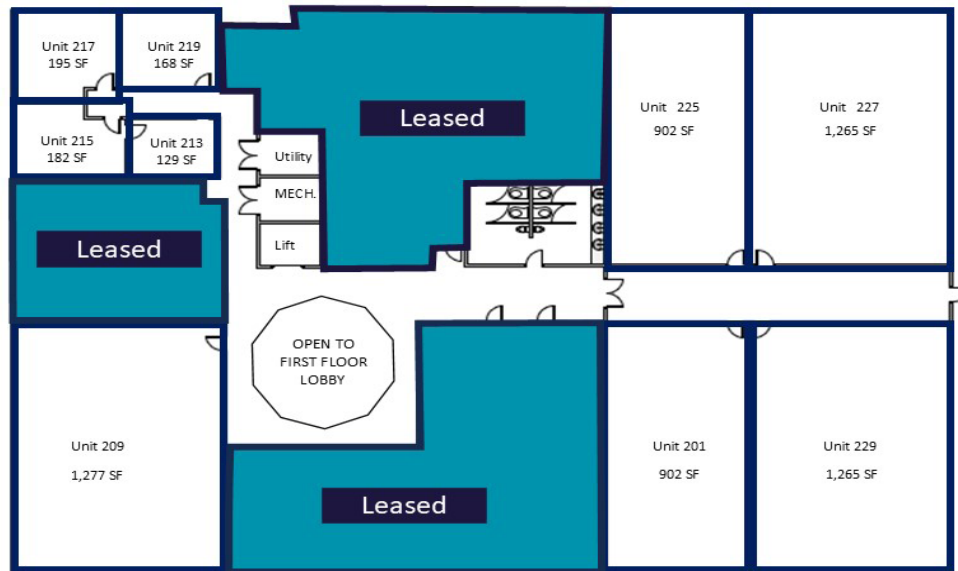 Unit 217
195 SF
Unit 219
168 SF
Leased
Unit 225
902 SF
Unit 227
1,265 SF
Unit 215
182 SF
Unit 213
129 SF
Utility
MECH.
Lift
Leased
OPEN TO
FIRST FLOOR
LOBBY
Unit 209
1,277 SF
Leased
Unit 201
902 SF
Unit 229
1,265 SF